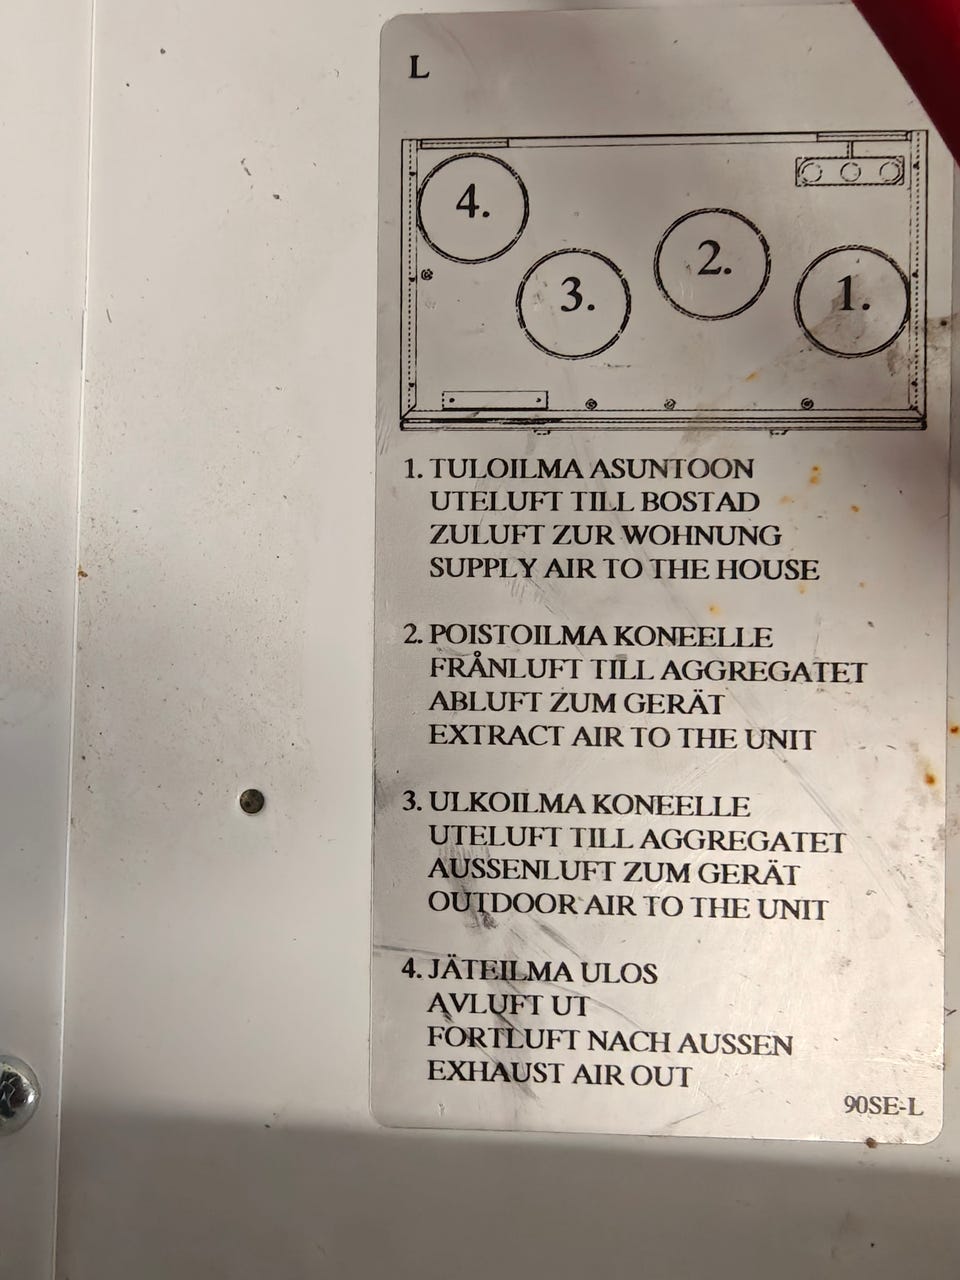 L
4.
3.
2.
1.
1. TULOILMA ASUNTOON
UTELUFT TILL BOSTAD
ZULUFT ZUR WOHNUNG
SUPPLY AIR TO THE HOUSE
2. POISTOILMA KONEELLE
FRÅNLUFT TILL AGGREGATET
ABLUFT ZUM GERÄT
EXTRACT AIR TO THE UNIT
3. ULKOILMA KONEELLE
UTELUFT TILL AGGREGATET
AUSSENLUFT ZUM GERÄT
OUTDOOR AIR TO THE UNIT
4. JÄTEILMA ULOS
AVLUFT UT
FORTLUFT NACH AUSSEN
EXHAUST AIR OUT
90SE-L